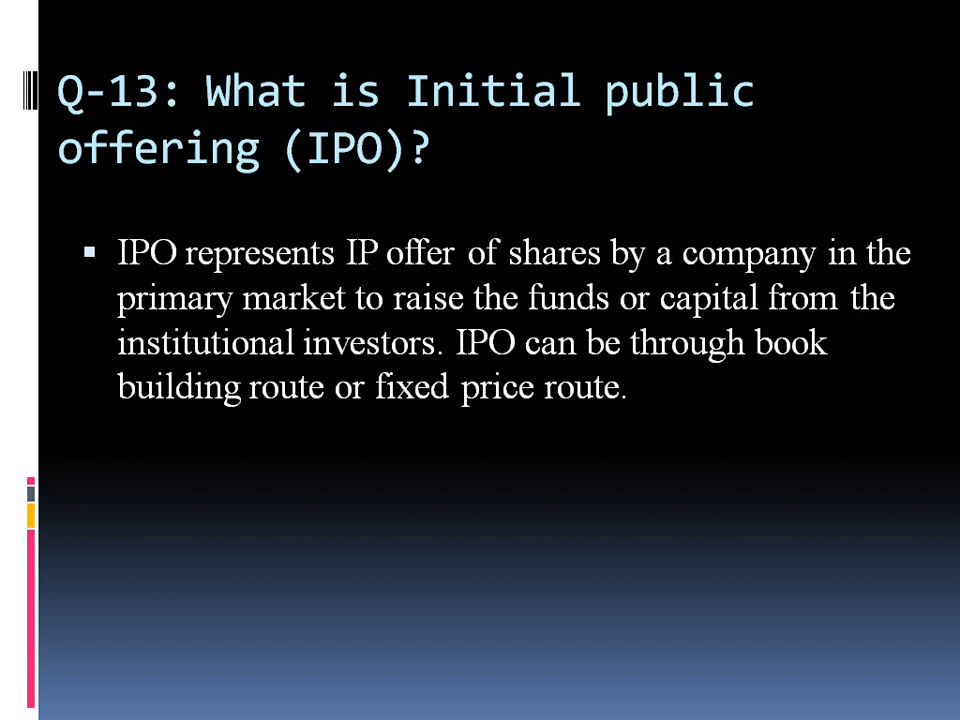 Q-13: What is Initial public
offering (IPO)?
▪ IPO represents IP offer of shares by a company in the
primary market to raise the funds or capital from the
institutional investors. IPO can be through book
building route or fixed price route.